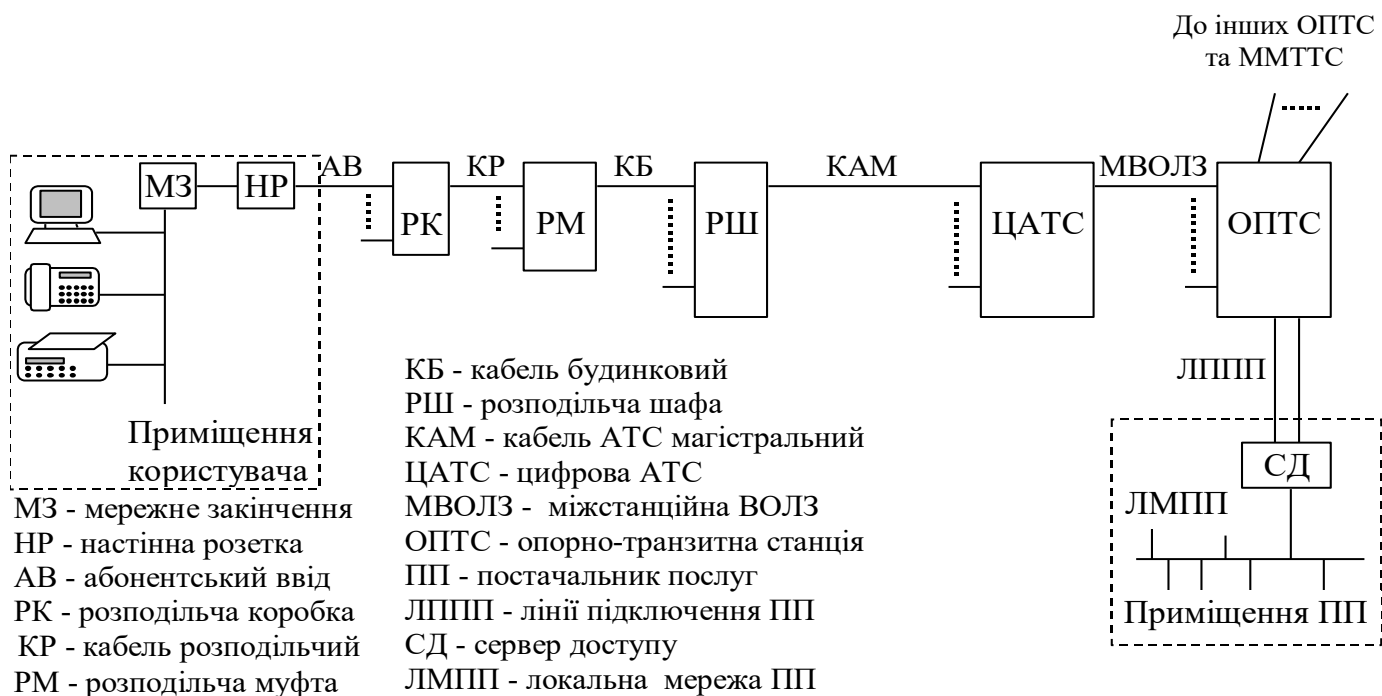 До інших ОПТС
та ММТТС
АВ
КР
КБ
КАМ
МВОЛЗ
МЗ
НР
РК
РМ
РШ
ЦАТС
ОПТС
ЛППП
Приміщення
користувача
КБ - кабель будинковий
РШ - розподільча шафа
КАМ - кабель АТС магістральний
ЦАТС - цифрова АТС
МВОЛЗ - міжстанційна ВОЛЗ
ОПТС - опорно-транзитна станція
ПП - постачальник послуг
ЛППП - лінії підключення ПП
СД - сервер доступу
ЛМПП - локальна мережа ПП
МЗ - мережне закінчення
НР - настінна розетка
АВ - абонентський ввід
РК - розподільча коробка
КР - кабель розподільчий
РМ - розподільча муфта
СД
ЛМПП
Приміщення ПП